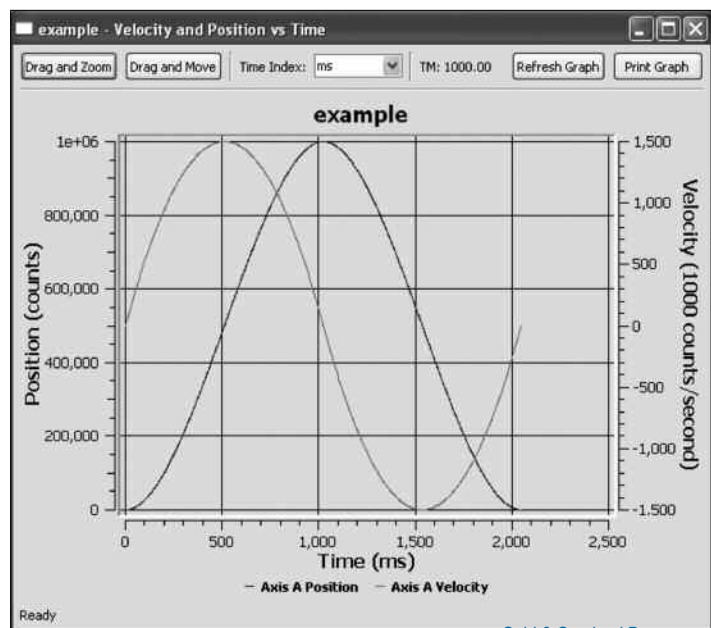 example - Velocity and Position vs Time
Drag and Zoom Drag and Move Time Index: ms TM: 1000.00 Refresh Graph Print Graph
example
1e+06
800,000
600,000
400,000
200,000
0
Position (counts)
1,500
1,000
500
0
-500
-1,000
-1.500
Velocity (1000 counts/second)
0 500 1,000 1,500 2,000 2,500
Time (ms)
Axis A Position Axis A Velocity
Ready